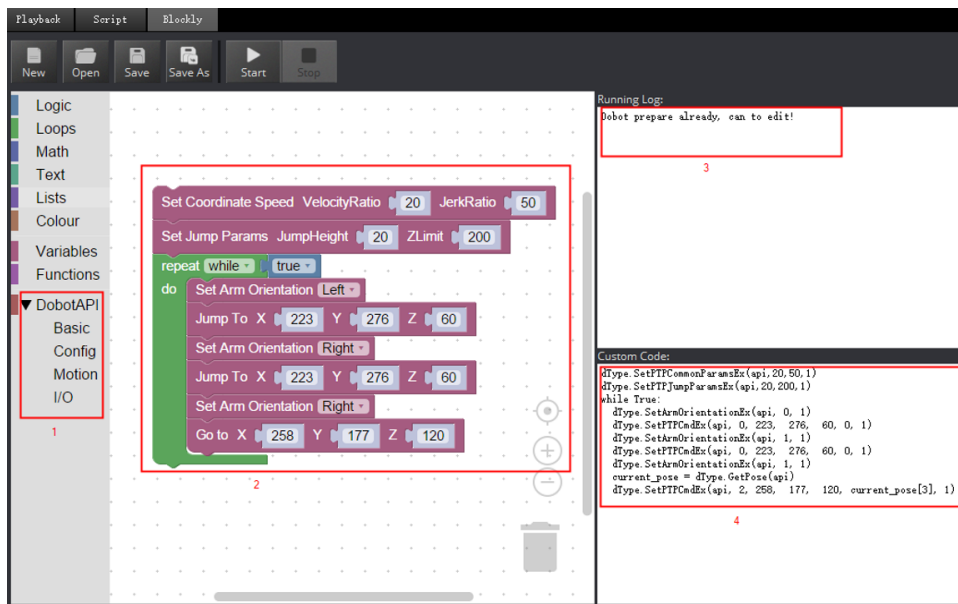 Playback Script Blockly
New Open Save Save As Start Stop
Logic
Loops
Math
Text
Lists
Colour
Variables
Functions
DobotAPI
Basic
Config
Motion
I/O
1
Set Coordinate Speed VelocityRatio 20 JerkRatio 50
Set Jump Params JumpHeight 20 ZLimit 200
repeat while true
do Set Arm Orientation Left
Jump To X 223 Y 276 Z 60
Set Arm Orientation Right
Jump To X 223 Y 276 Z 60
Set Arm Orientation Right
Go to X 258 Y 177 Z 120
2
Running Log:
Dobot prepare already, can to edit!
3
Custom Code:
dType.SetPTPCommonParamsEx(api,20,50,1)
dType.SetPTPJumpParamsEx(api,20,200,1)
while True:
dType.SetArmOrientationEx(api, 0, 1)
dType.SetPTPCmdEx(api, 0, 223, 276, 60, 0, 1)
dType.SetArmOrientationEx(api, 1, 1)
dType.SetPTPCmdEx(api, 0, 223, 276, 60, 0, 1)
dType.SetArmOrientationEx(api, 1, 1)
current_pose = dType.GetPose(api)
dType.SetPTPCmdEx(api, 2, 258, 177, 120, current_pose[3], 1)
4